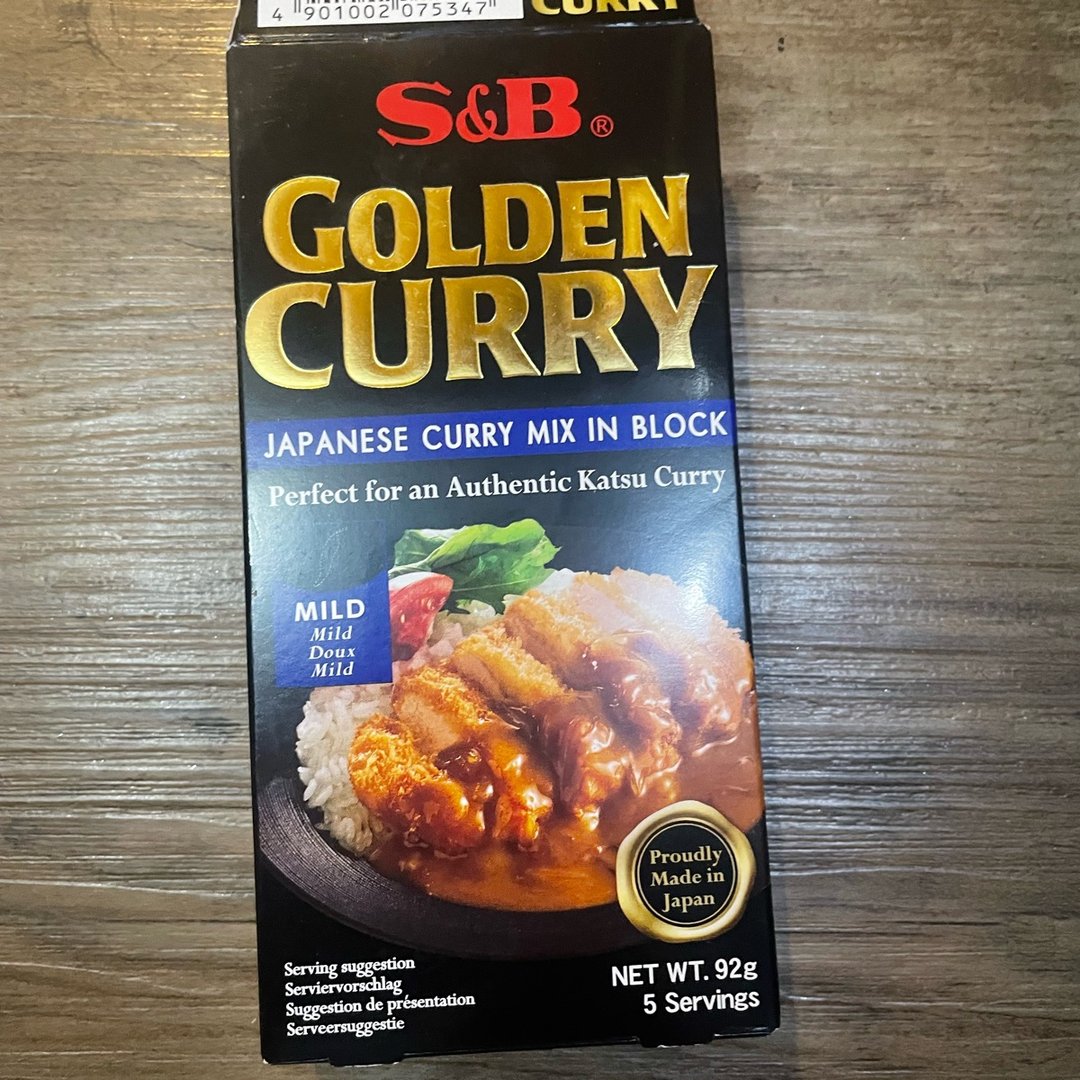 4 901002 075347
CURRY
S&B®
GOLDEN
CURRY
JAPANESE CURRY MIX IN BLOCK
Perfect for an Authentic Katsu Curry
MILD
Mild
Doux
Mild
Proudly
Made in
Japan
Serving suggestion
Serviervorschlag
Suggestion de présentation
Serveersuggestie
NET WT. 92g
5 Servings